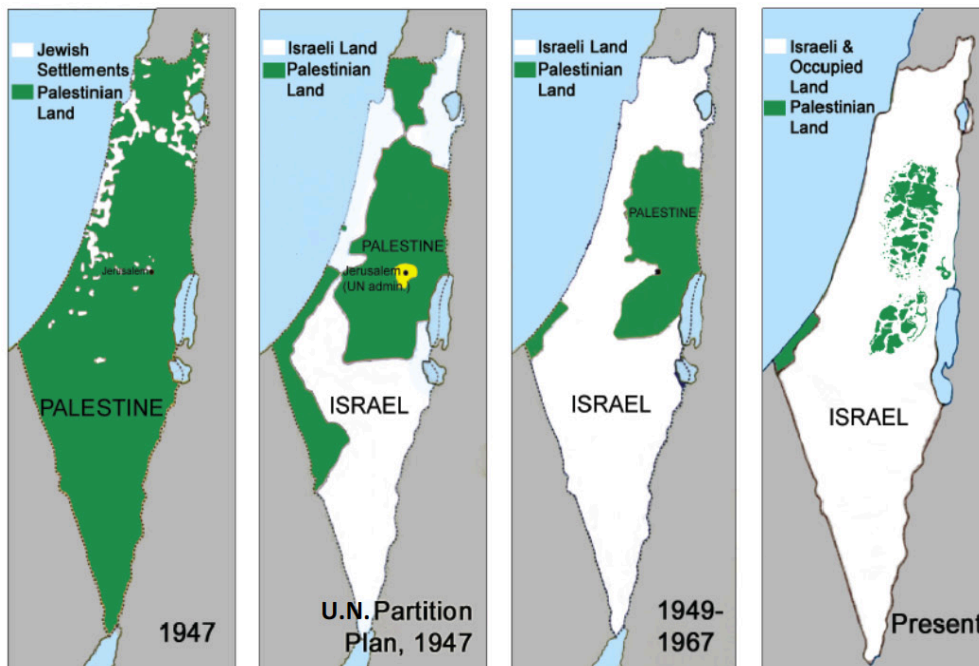 Jewish
Settlements
Palestinian
Land
Jerusalem
PALESTINE
1947
Israeli Land
Palestinian
Land
PALESTINE
Jerusalem
(UN admin.)
ISRAEL
U.N. Partition
Plan, 1947
Israeli Land
Palestinian
Land
PALESTINE
ISRAEL
1949-
1967
Israeli &
Occupied
Land
Palestinian
Land
ISRAEL
Present